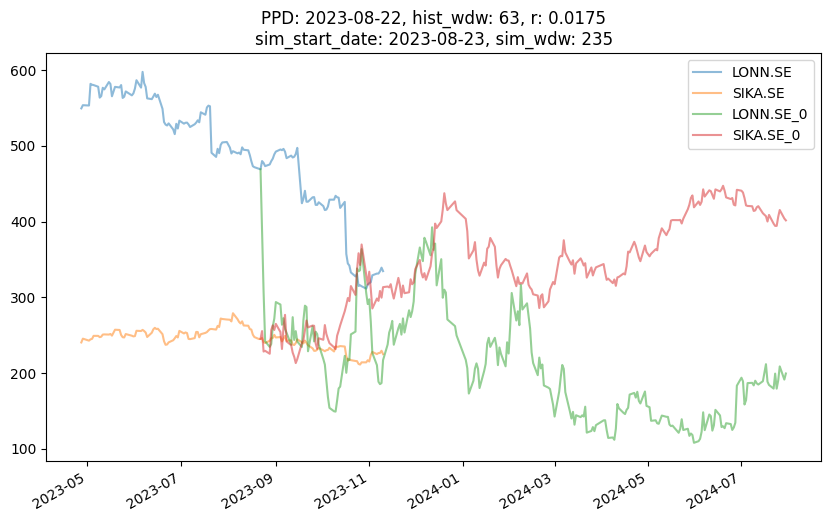 PPD: 2023-08-22, hist_wdw: 63, r: 0.0175
sim_start_date: 2023-08-23, sim_wdw: 235
LONN.SE
SIKA.SE
LONN.SE_0
SIKA.SE_0
600
500
400
300
200
100
2023-05
2023-07
2023-09
2023-11
2024-01
2024-03
2024-05
2024-07